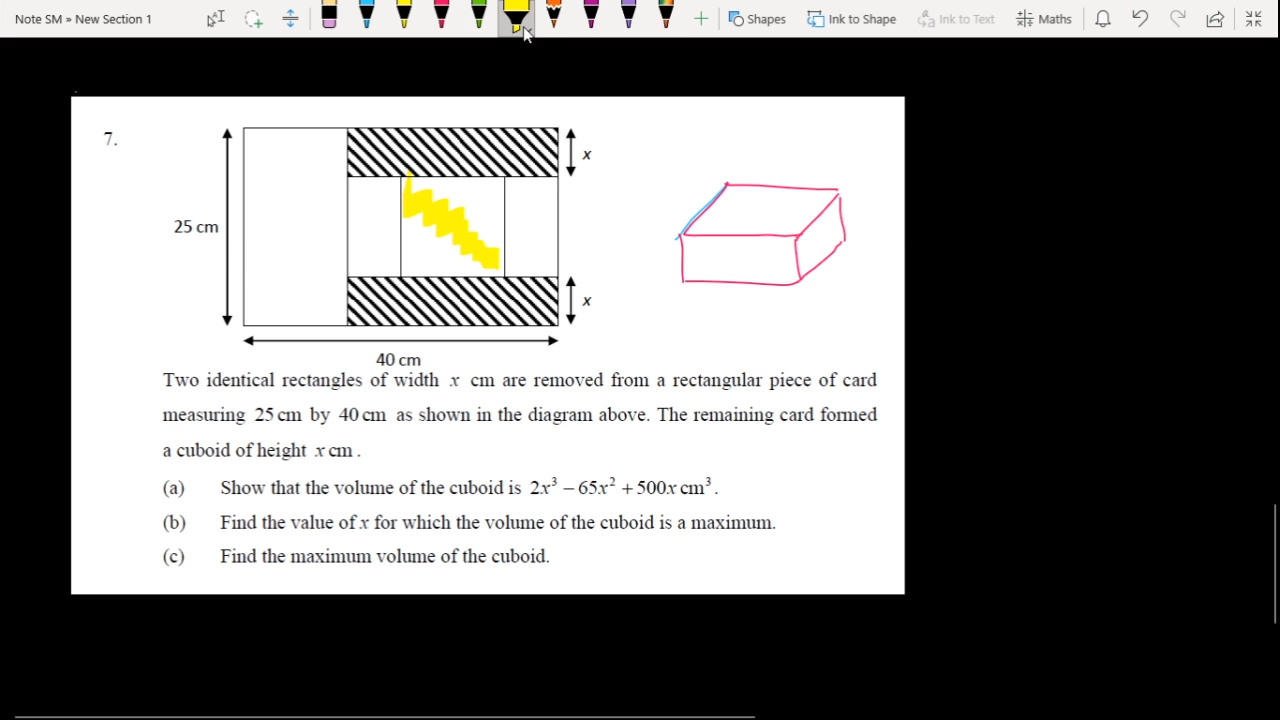 Note SM » New Section 1
Shapes
Ink to Shape
Ink to Text
Maths
7.
x
25 cm
x
40 cm
Two identical rectangles of width x cm are removed from a rectangular piece of card
measuring 25 cm by 40 cm as shown in the diagram above. The remaining card formed
a cuboid of height x cm .
(a) Show that the volume of the cuboid is 2x³ − 65x² + 500x cm³.
(b) Find the value of x for which the volume of the cuboid is a maximum.
(c) Find the maximum volume of the cuboid.